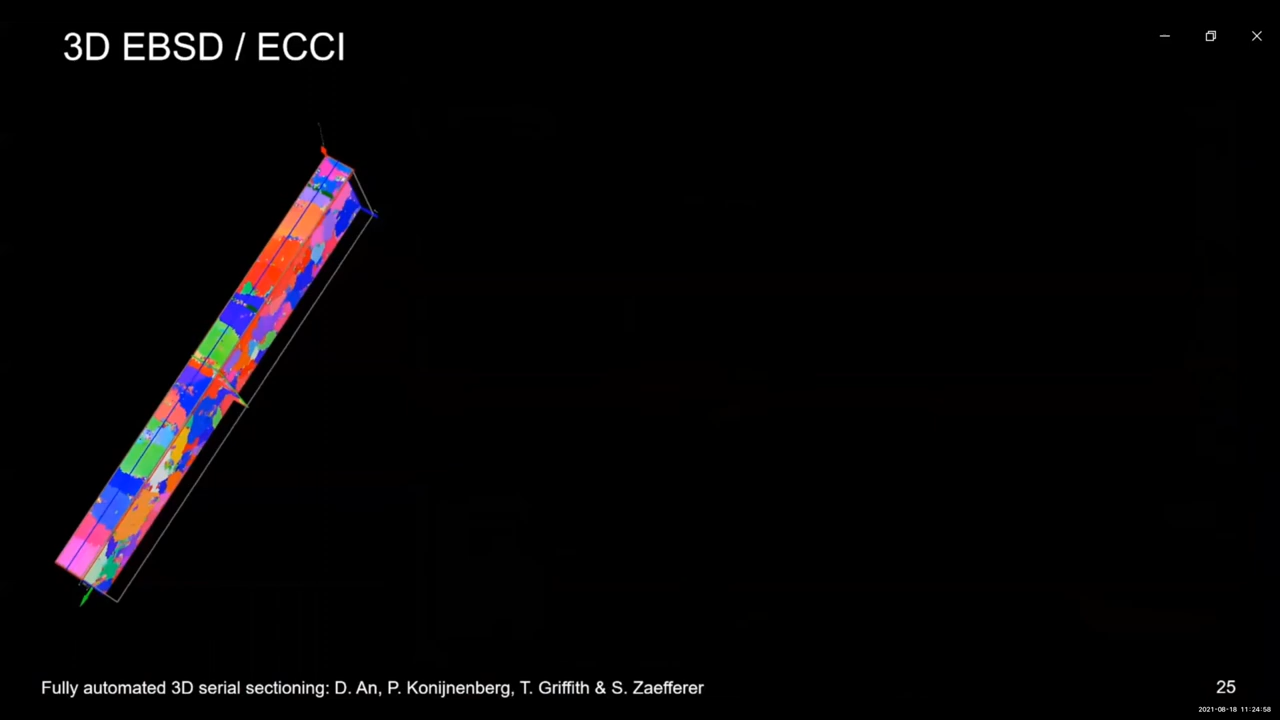 3D EBSD / ECCI
Fully automated 3D serial sectioning: D. An, P. Konijnenberg, T. Griffith & S. Zaefferer
25
2021-08-18 11:24:58